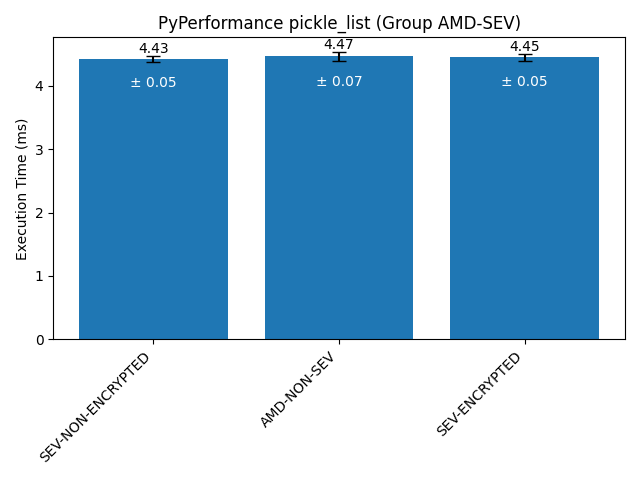 PyPerformance pickle_list (Group AMD-SEV)
4.43
4.47
4.45
± 0.05
± 0.07
± 0.05
Execution Time (ms)
4
3
2
1
0
SEV-NON-ENCRYPTED
AMD-NON-SEV
SEV-ENCRYPTED